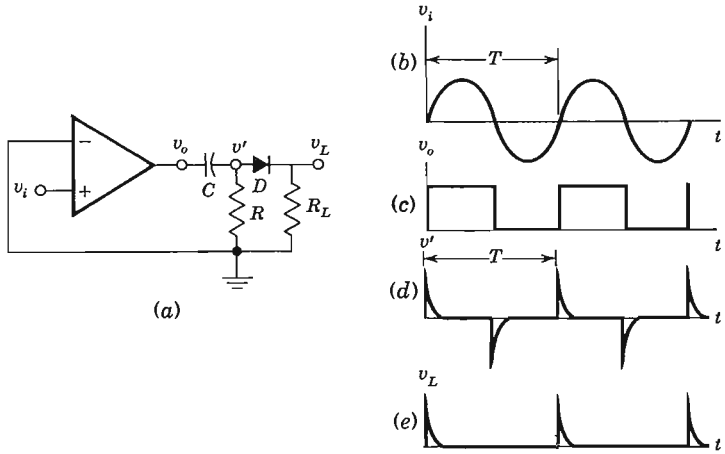 v_o
v'
v_L
−
v_i
+
C
D
R
R_L
(a)
v_i
(b)
T
t
v_o
(c)
t
v'
T
(d)
t
v_L
(e)
t